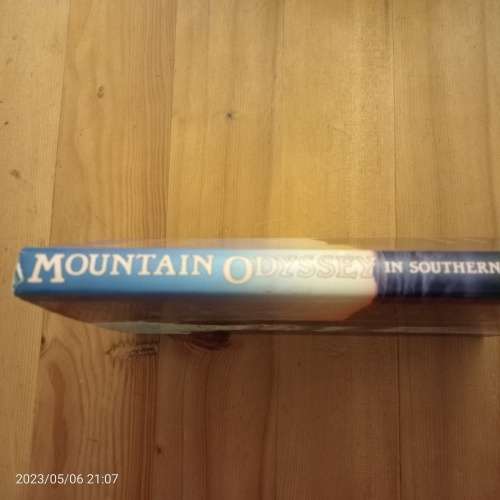 A MOUNTAIN ODYSSEY IN SOUTHERN
2023/05/06 21:07